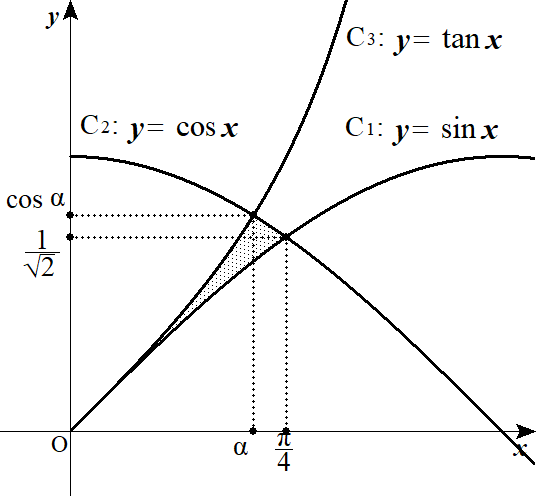 y
C3: y= tan x
C2: y= cos x
C1: y= sin x
cos α
1
√2
O
α
π
4
x